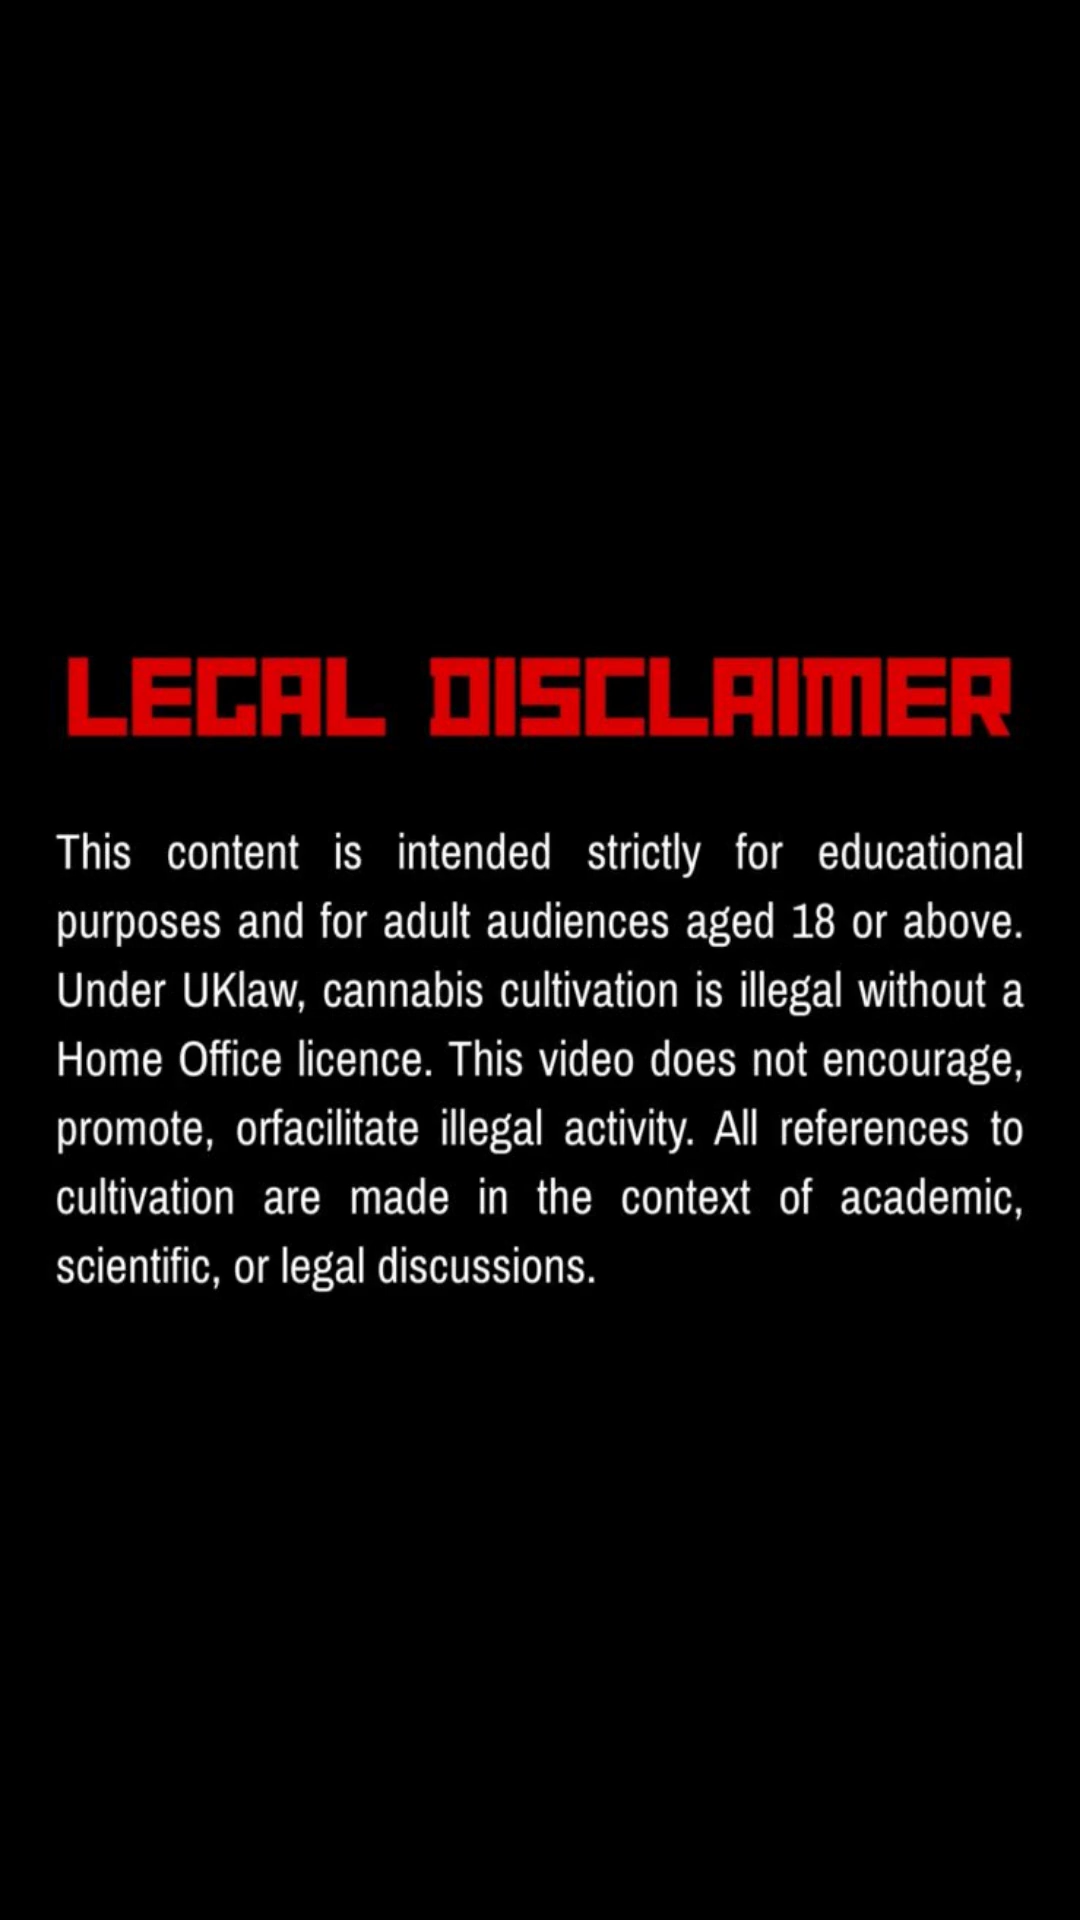 LEGAL DISCLAIMER
This content is intended strictly for educational
purposes and for adult audiences aged 18 or above.
Under UKlaw, cannabis cultivation is illegal without a
Home Office licence. This video does not encourage,
promote, orfacilitate illegal activity. All references to
cultivation are made in the context of academic,
scientific, or legal discussions.